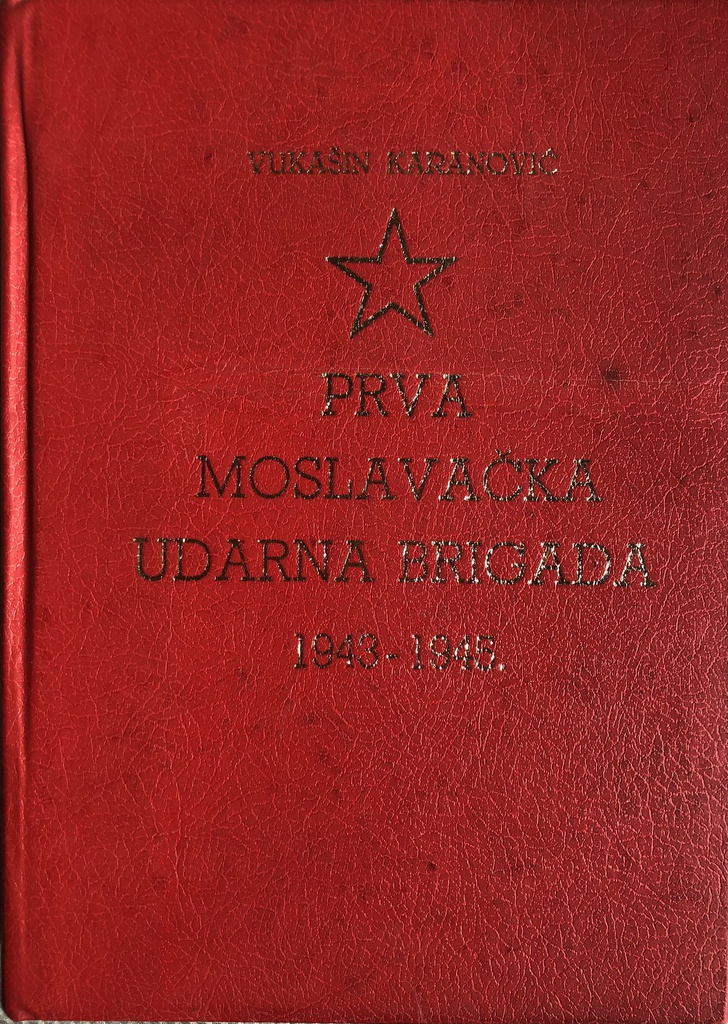 VUKAŠIN KARANOVIĆ
PRVA
MOSLAVAČKA
UDARNA BRIGADA
1943-1945.